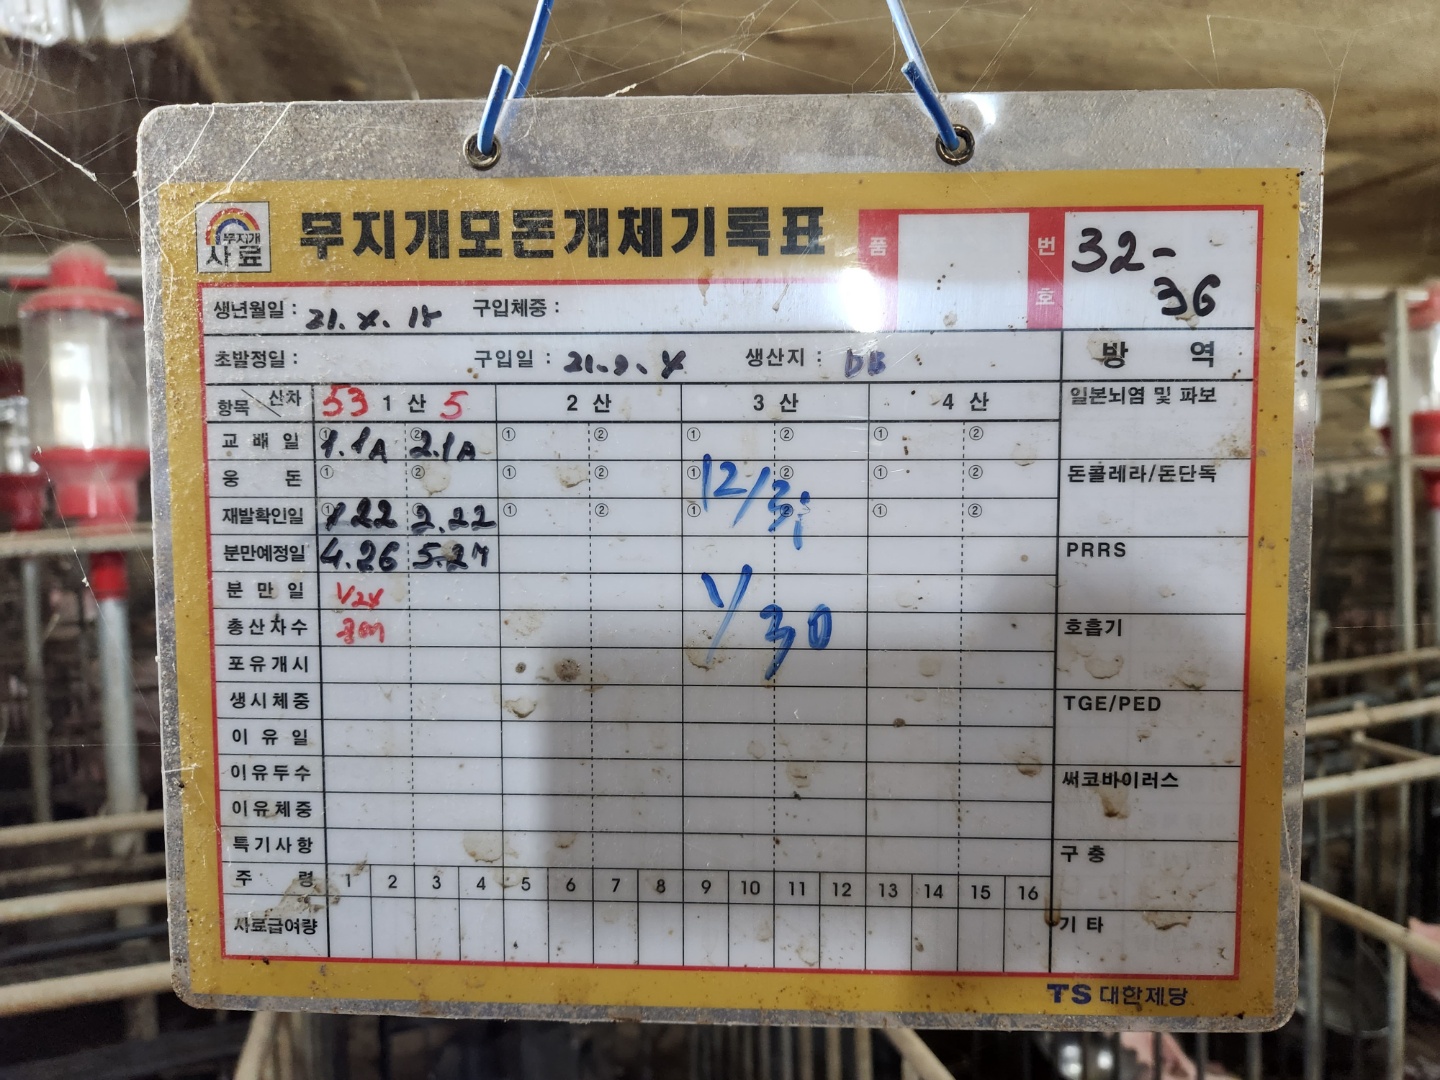 무지개
사료
무지개모돈개체기록표
품
번호
32-
36
생년월일 : 구입체중 :
초발정일 : 구입일 : 생산지 :
방 역
항목 산차 53 1 산 5 2 산 3 산 4 산
일본뇌염 및 파보
교 배 일 ① 1.1A ② 2.1A ① ② ① ② ① ②
웅 돈 ① ② ① ② ① ② ① ②
12/31
돈콜레라/돈단독
재발확인일 ① 1.22 ② 2.22 ① ② ① ② ① ②
분만예정일 4.26 5.27
PRRS
분 만 일
1/30
총산자수
호흡기
포유개시
생시체중
TGE/PED
이 유 일
이유두수
써코바이러스
이유체중
특기사항
구 충
주 령 1 2 3 4 5 6 7 8 9 10 11 12 13 14 15 16
사료급여량
기 타
TS 대한제당